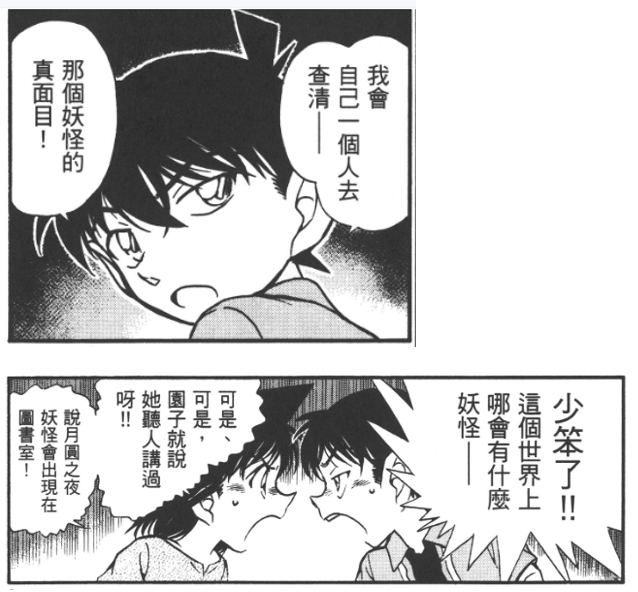 我會
自己一個人去
查清——
那個妖怪的
真面目！
少笨了!!
這個世界上
哪會有什麼
妖怪——
可是、
可是，
園子就說
她聽人講過
呀!!
說月圓之夜
妖怪會出現在
圖書室！